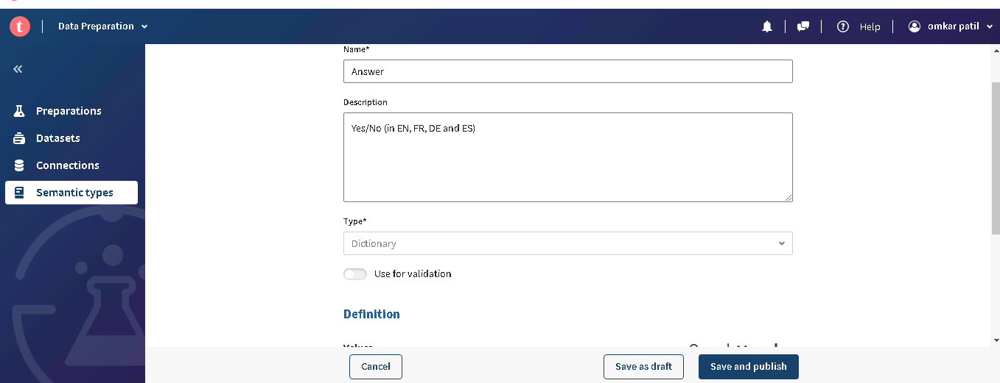 t
Data Preparation
Help
omkar patil
Preparations
Datasets
Connections
Semantic types
Name*
Answer
Description
Yes/No (in EN, FR, DE and ES)
Type*
Dictionary
Use for validation
Definition
Values
Cancel
Save as draft
Save and publish